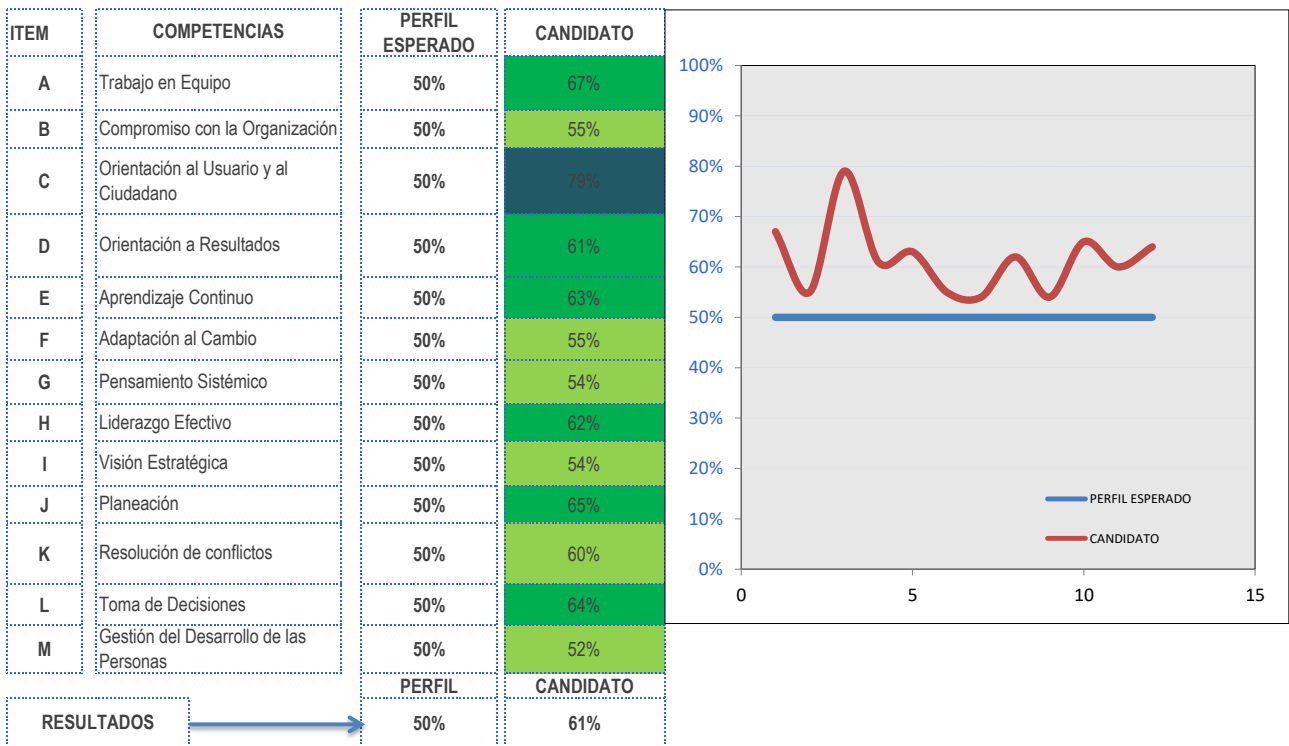 ITEM COMPETENCIAS PERFIL ESPERADO CANDIDATO
A Trabajo en Equipo 50% 67%
B Compromiso con la Organización 50% 55%
C Orientación al Usuario y al Ciudadano 50% 79%
D Orientación a Resultados 50% 61%
E Aprendizaje Continuo 50% 63%
F Adaptación al Cambio 50% 55%
G Pensamiento Sistémico 50% 54%
H Liderazgo Efectivo 50% 62%
I Visión Estratégica 50% 54%
J Planeación 50% 65%
K Resolución de conflictos 50% 60%
L Toma de Decisiones 50% 64%
M Gestión del Desarrollo de las Personas 50% 52%
PERFIL CANDIDATO
RESULTADOS 50% 61%
100%
90%
80%
70%
60%
50%
40%
30%
20%
10%
0%
0 5 10 15
PERFIL ESPERADO
CANDIDATO